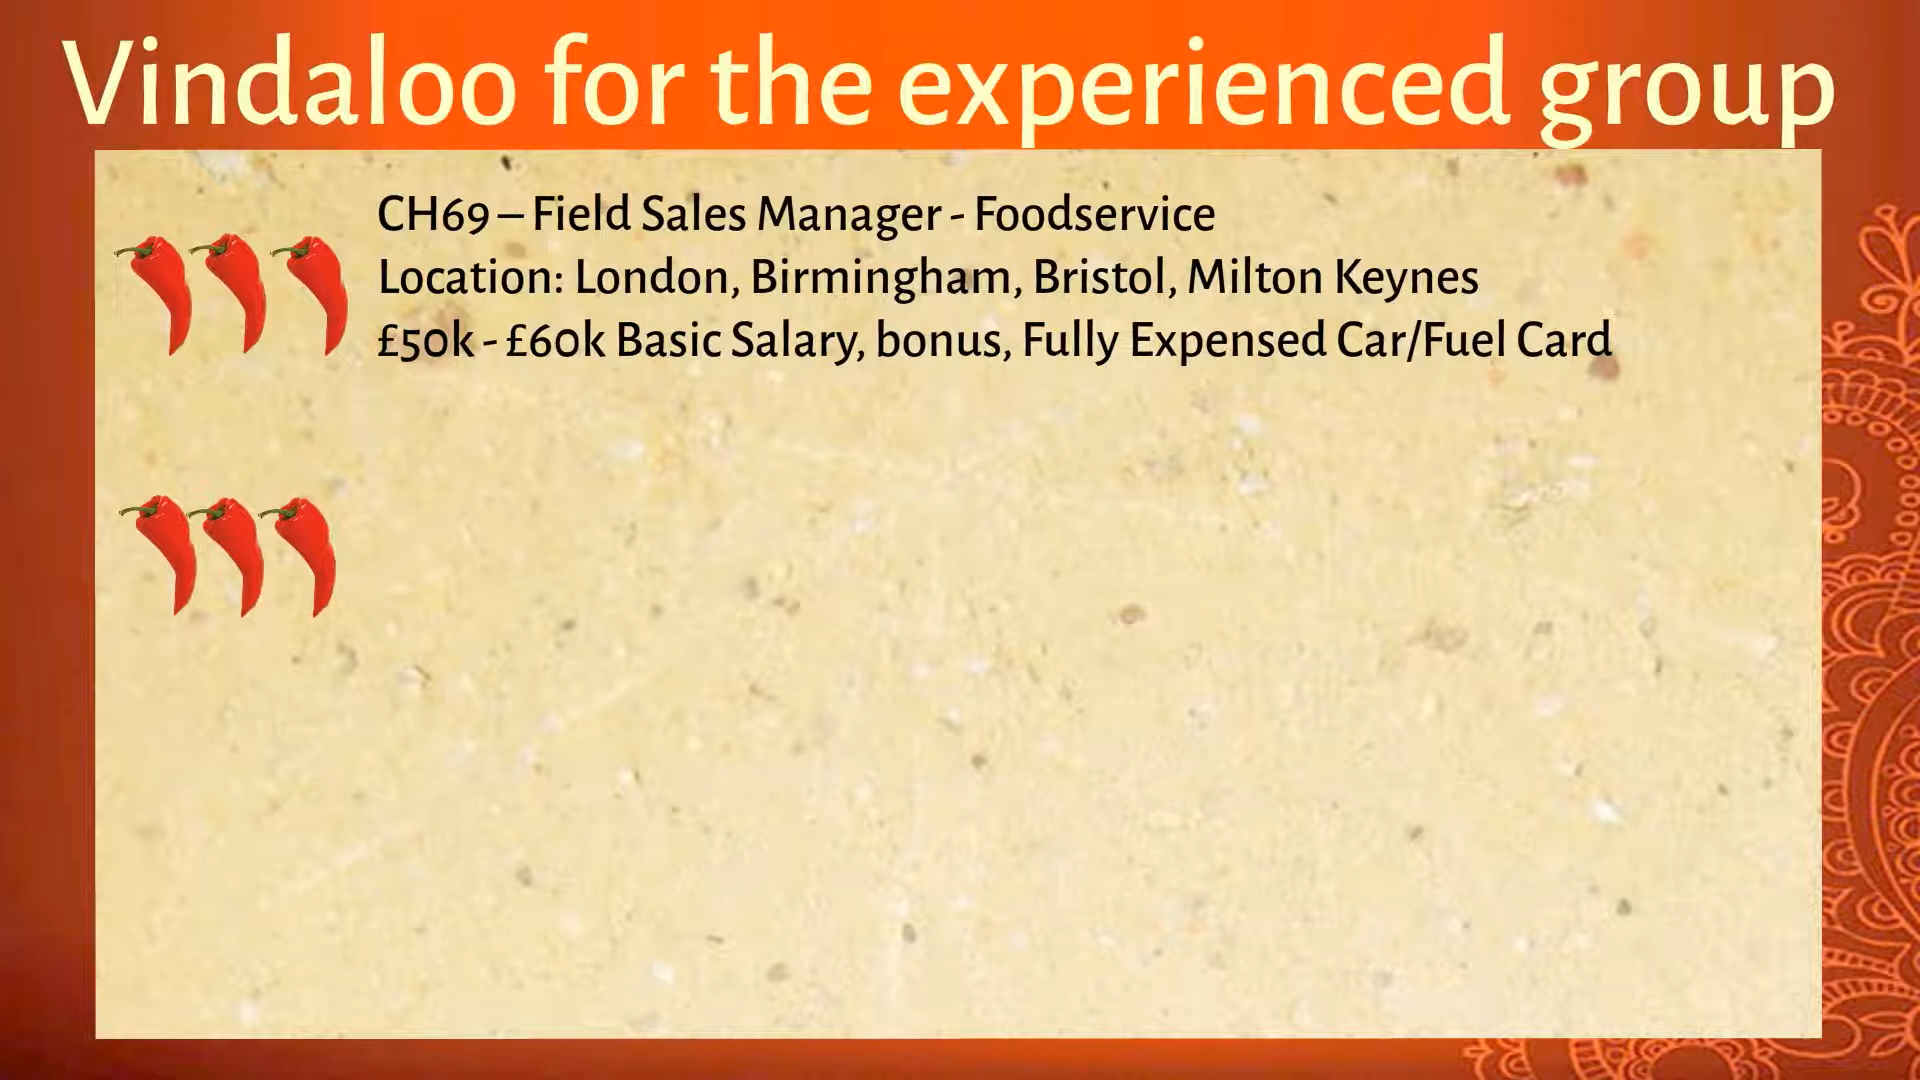 Vindaloo for the experienced group
CH69 – Field Sales Manager - Foodservice
Location: London, Birmingham, Bristol, Milton Keynes
£50k - £60k Basic Salary, bonus, Fully Expensed Car/Fuel Card